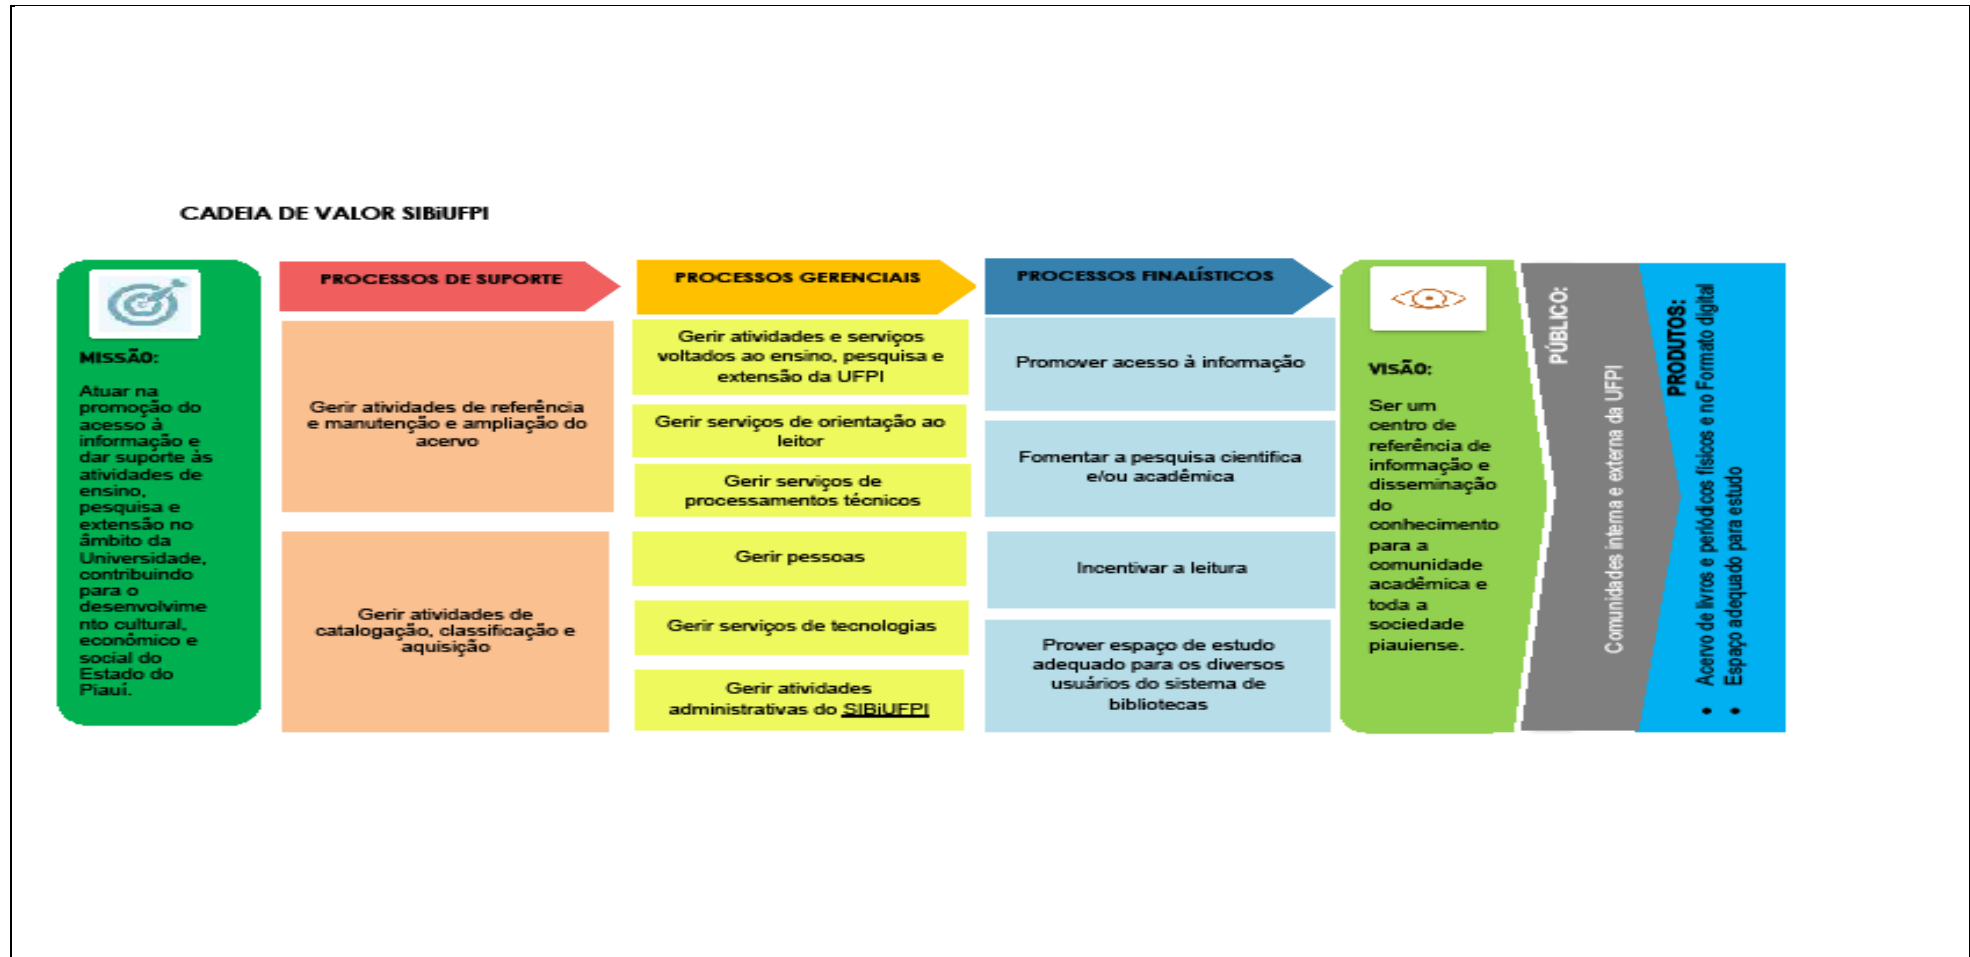 CADEIA DE VALOR SIBiUFPI
MISSÃO:
Atuar na
promoção do
acesso à
informação e
dar suporte às
atividades de
ensino,
pesquisa e
extensão no
âmbito da
Universidade,
contribuindo
para o
desenvolvime
nto cultural,
econômico e
social do
Estado do
Piauí.
PROCESSOS DE SUPORTE
Gerir atividades de referência
e manutenção e ampliação do
acervo
Gerir atividades de
catalogação, classificação e
aquisição
PROCESSOS GERENCIAIS
Gerir atividades e serviços
voltados ao ensino, pesquisa e
extensão da UFPI
Gerir serviços de orientação ao
leitor
Gerir serviços de
processamentos técnicos
Gerir pessoas
Gerir serviços de tecnologias
Gerir atividades
administrativas do SIBiUFPI
PROCESSOS FINALÍSTICOS
Promover acesso à informação
Fomentar a pesquisa cientifica
e/ou acadêmica
Incentivar a leitura
Prover espaço de estudo
adequado para os diversos
usuários do sistema de
bibliotecas
VISÃO:
Ser um
centro de
referência de
informação e
disseminação
do
conhecimento
para a
comunidade
acadêmica e
toda a
sociedade
piauiense.
PÚBLICO:
Comunidades interna e externa da UFPI
PRODUTOS:
• Acervo de livros e periódicos físicos e no Formato digital
• Espaço adequado para estudo